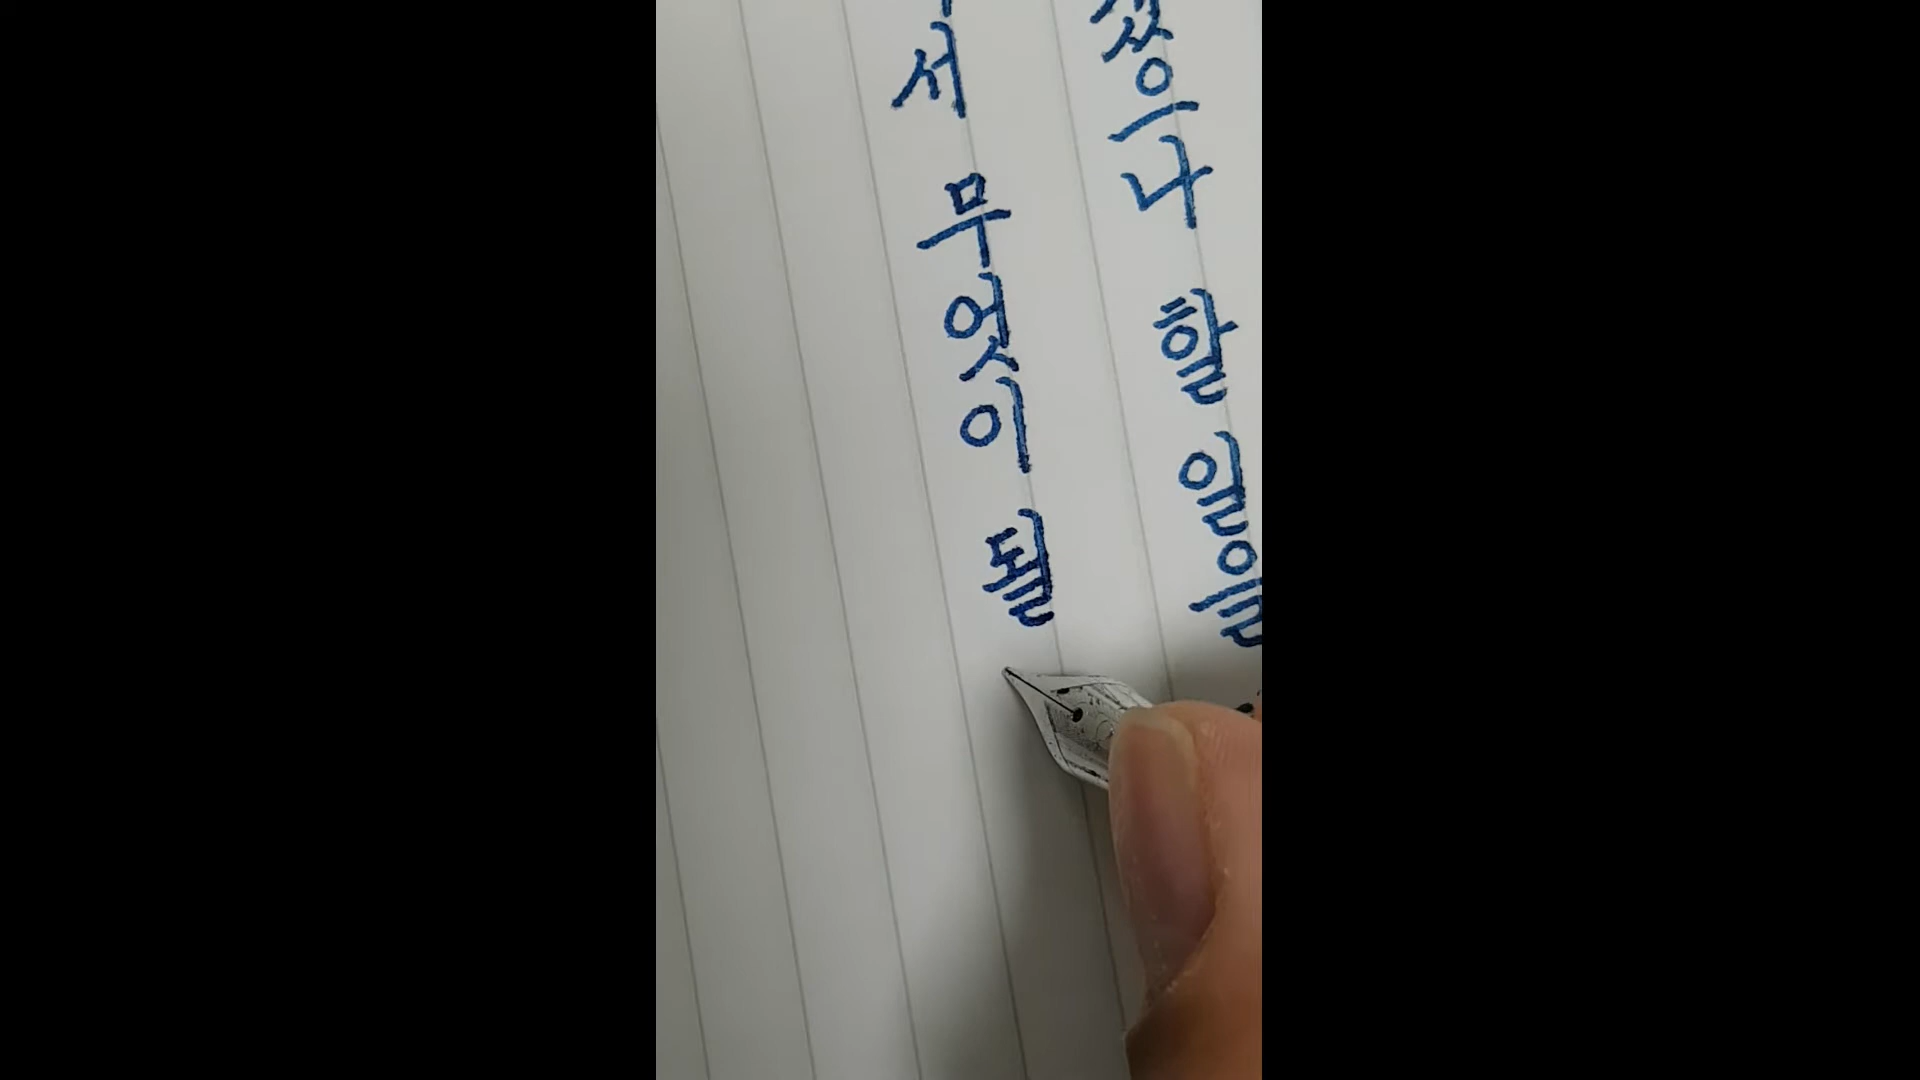 으나 할 일을
서 무엇이 될